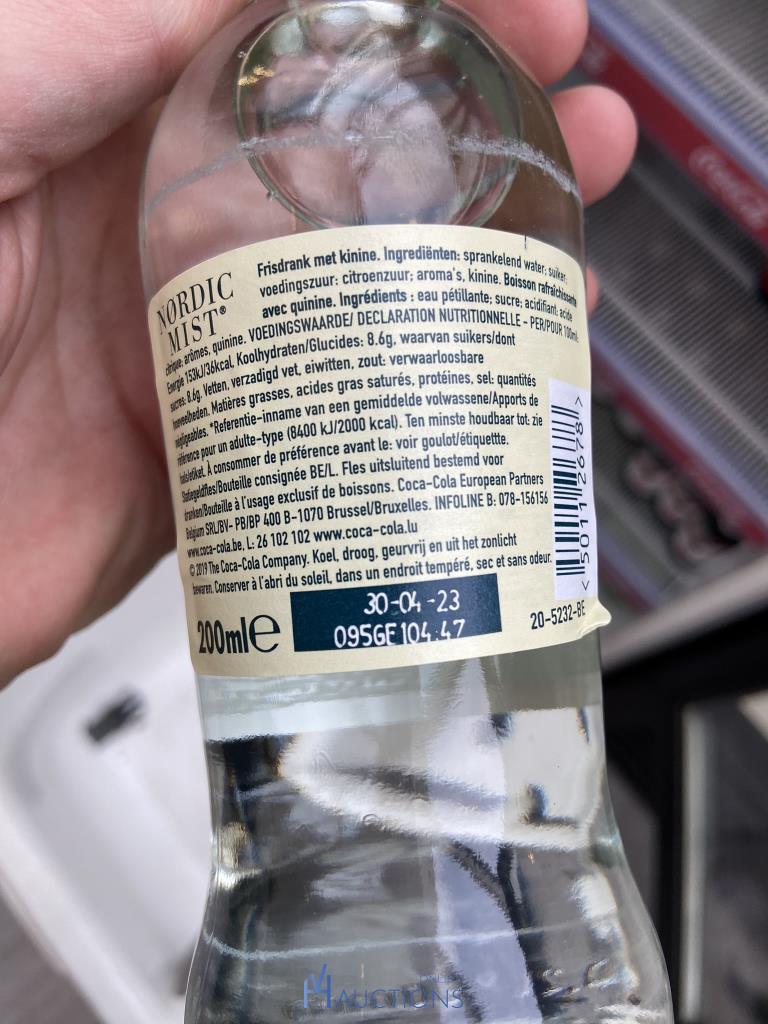 NORDIC
MIST®
Frisdrank met kinine. Ingrediënten: sprankelend water; suiker;
voedingszuur: citroenzuur; aroma's, kinine. Boisson rafraîchissante
avec quinine. Ingrédients : eau pétillante; sucre; acidifiant: acide
citrique; arômes, quinine. VOEDINGSWAARDE/ DECLARATION NUTRITIONNELLE - PER/POUR 100ml:
Energie 153kJ/36kcal, Koolhydraten/Glucides: 8.6g, waarvan suikers/dont
sucres: 8.6g. Vetten, verzadigd vet, eiwitten, zout: verwaarloosbare
hoeveelheden. Matières grasses, acides gras saturés, protéines, sel: quantités
négligeables. *Referentie-inname van een gemiddelde volwassene/Apports de
référence pour un adulte-type (8400 kJ/2000 kcal). Ten minste houdbaar tot: zie
hals/etiket. À consommer de préférence avant le: voir goulot/étiquettte.
Statiegeldfles/Bouteille consignée BE/L. Fles uitsluitend bestemd voor
dranken/Bouteille à l'usage exclusif de boissons. Coca-Cola European Partners
Belgium SRL/BV- PB/BP 400 B-1070 Brussel/Bruxelles. INFOLINE B: 078-156156
www.coca-cola.be, L: 26 102 102 www.coca-cola.lu
© 2019 The Coca-Cola Company. Koel, droog, geurvrij en uit het zonlicht
bewaren. Conserver à l'abri du soleil, dans un endroit tempéré, sec et sans odeur.
200ml℮
30-04-23
095GE104:47
20-5232-BE
< 50112678 >
Coca-Cola
AUCTIONS